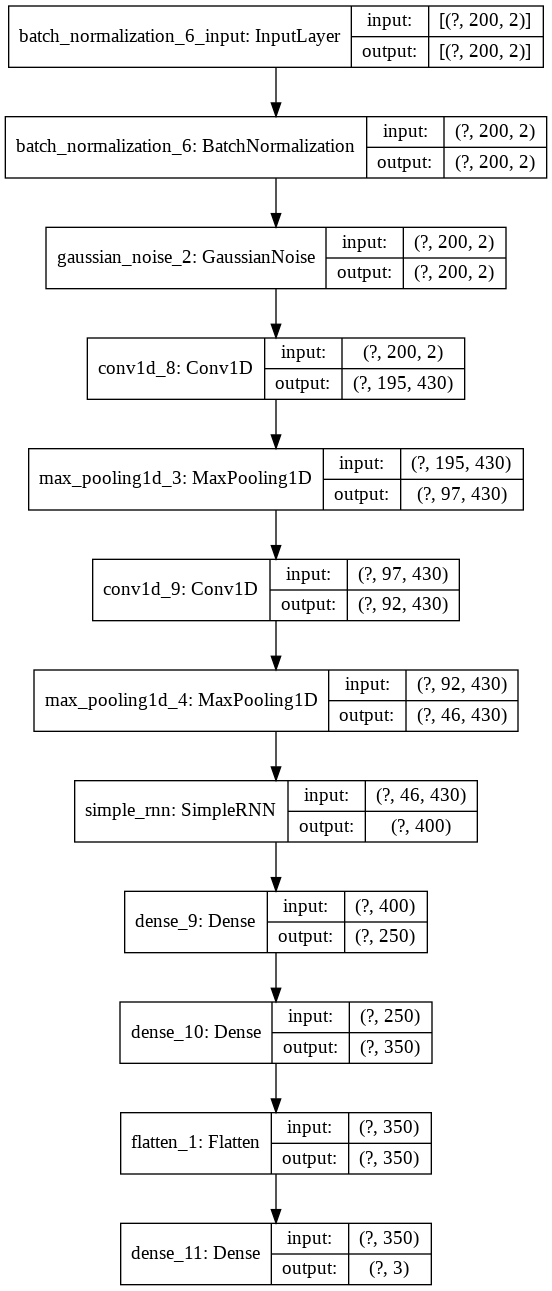 batch_normalization_6_input: InputLayer
input: [(?, 200, 2)]
output: [(?, 200, 2)]
batch_normalization_6: BatchNormalization
input: (?, 200, 2)
output: (?, 200, 2)
gaussian_noise_2: GaussianNoise
input: (?, 200, 2)
output: (?, 200, 2)
conv1d_8: Conv1D
input: (?, 200, 2)
output: (?, 195, 430)
max_pooling1d_3: MaxPooling1D
input: (?, 195, 430)
output: (?, 97, 430)
conv1d_9: Conv1D
input: (?, 97, 430)
output: (?, 92, 430)
max_pooling1d_4: MaxPooling1D
input: (?, 92, 430)
output: (?, 46, 430)
simple_rnn: SimpleRNN
input: (?, 46, 430)
output: (?, 400)
dense_9: Dense
input: (?, 400)
output: (?, 250)
dense_10: Dense
input: (?, 250)
output: (?, 350)
flatten_1: Flatten
input: (?, 350)
output: (?, 350)
dense_11: Dense
input: (?, 350)
output: (?, 3)